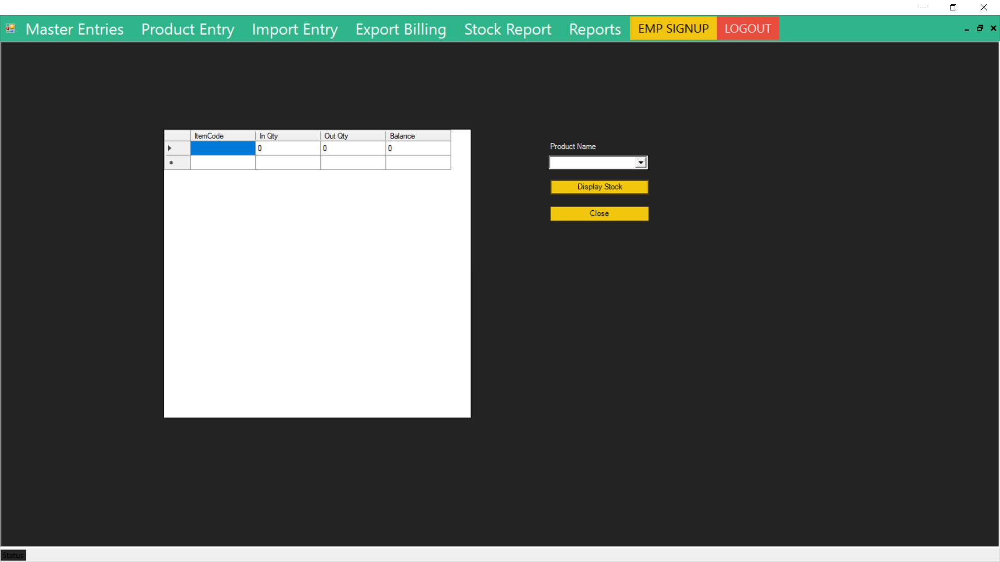 Master Entries Product Entry Import Entry Export Billing Stock Report Reports EMP SIGNUP LOGOUT
ItemCode In Qty Out Qty Balance
0 0 0
Product Name
Display Stock
Close
Status